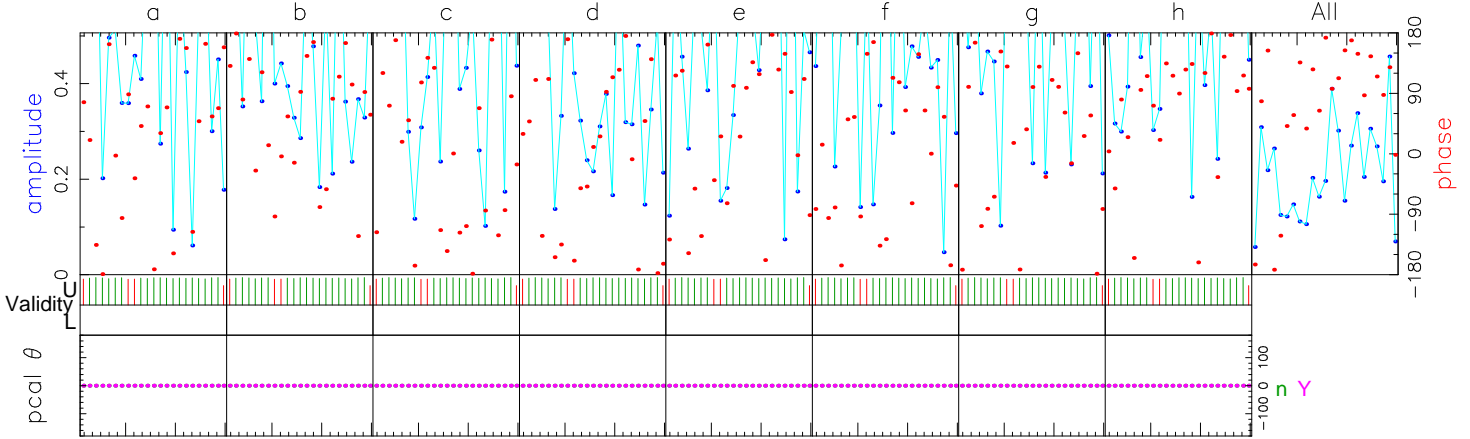 a b c d e f g h All
amplitude
0 0.2 0.4
180 90 0 −90 −180
phase
U
Validity
L
pcal θ
100 0 −100
n Y